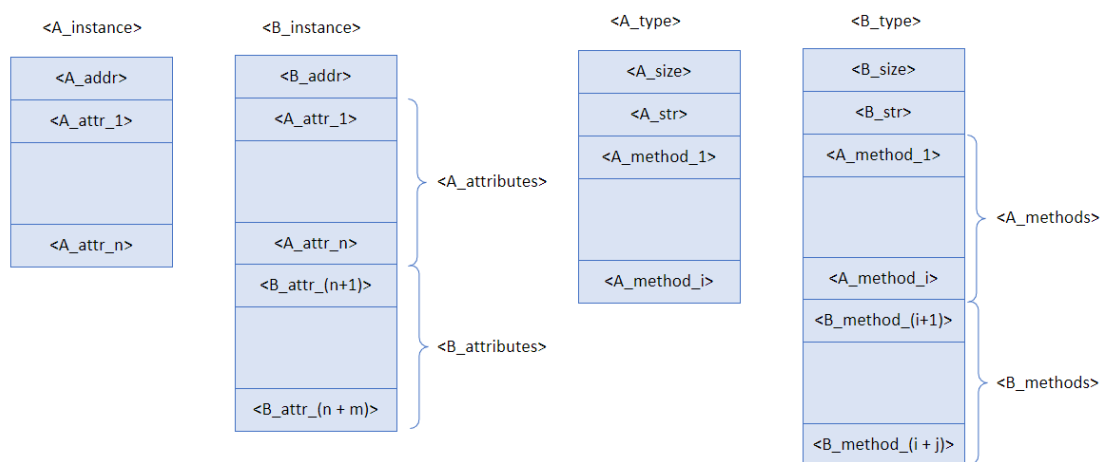 <A_instance>
<A_addr>
<A_attr_1>
<A_attr_n>
<B_instance>
<B_addr>
<A_attr_1>
<A_attr_n>
<B_attr_(n+1)>
<B_attr_(n + m)>
<A_attributes>
<B_attributes>
<A_type>
<A_size>
<A_str>
<A_method_1>
<A_method_i>
<B_type>
<B_size>
<B_str>
<A_method_1>
<A_method_i>
<B_method_(i+1)>
<B_method_(i + j)>
<A_methods>
<B_methods>